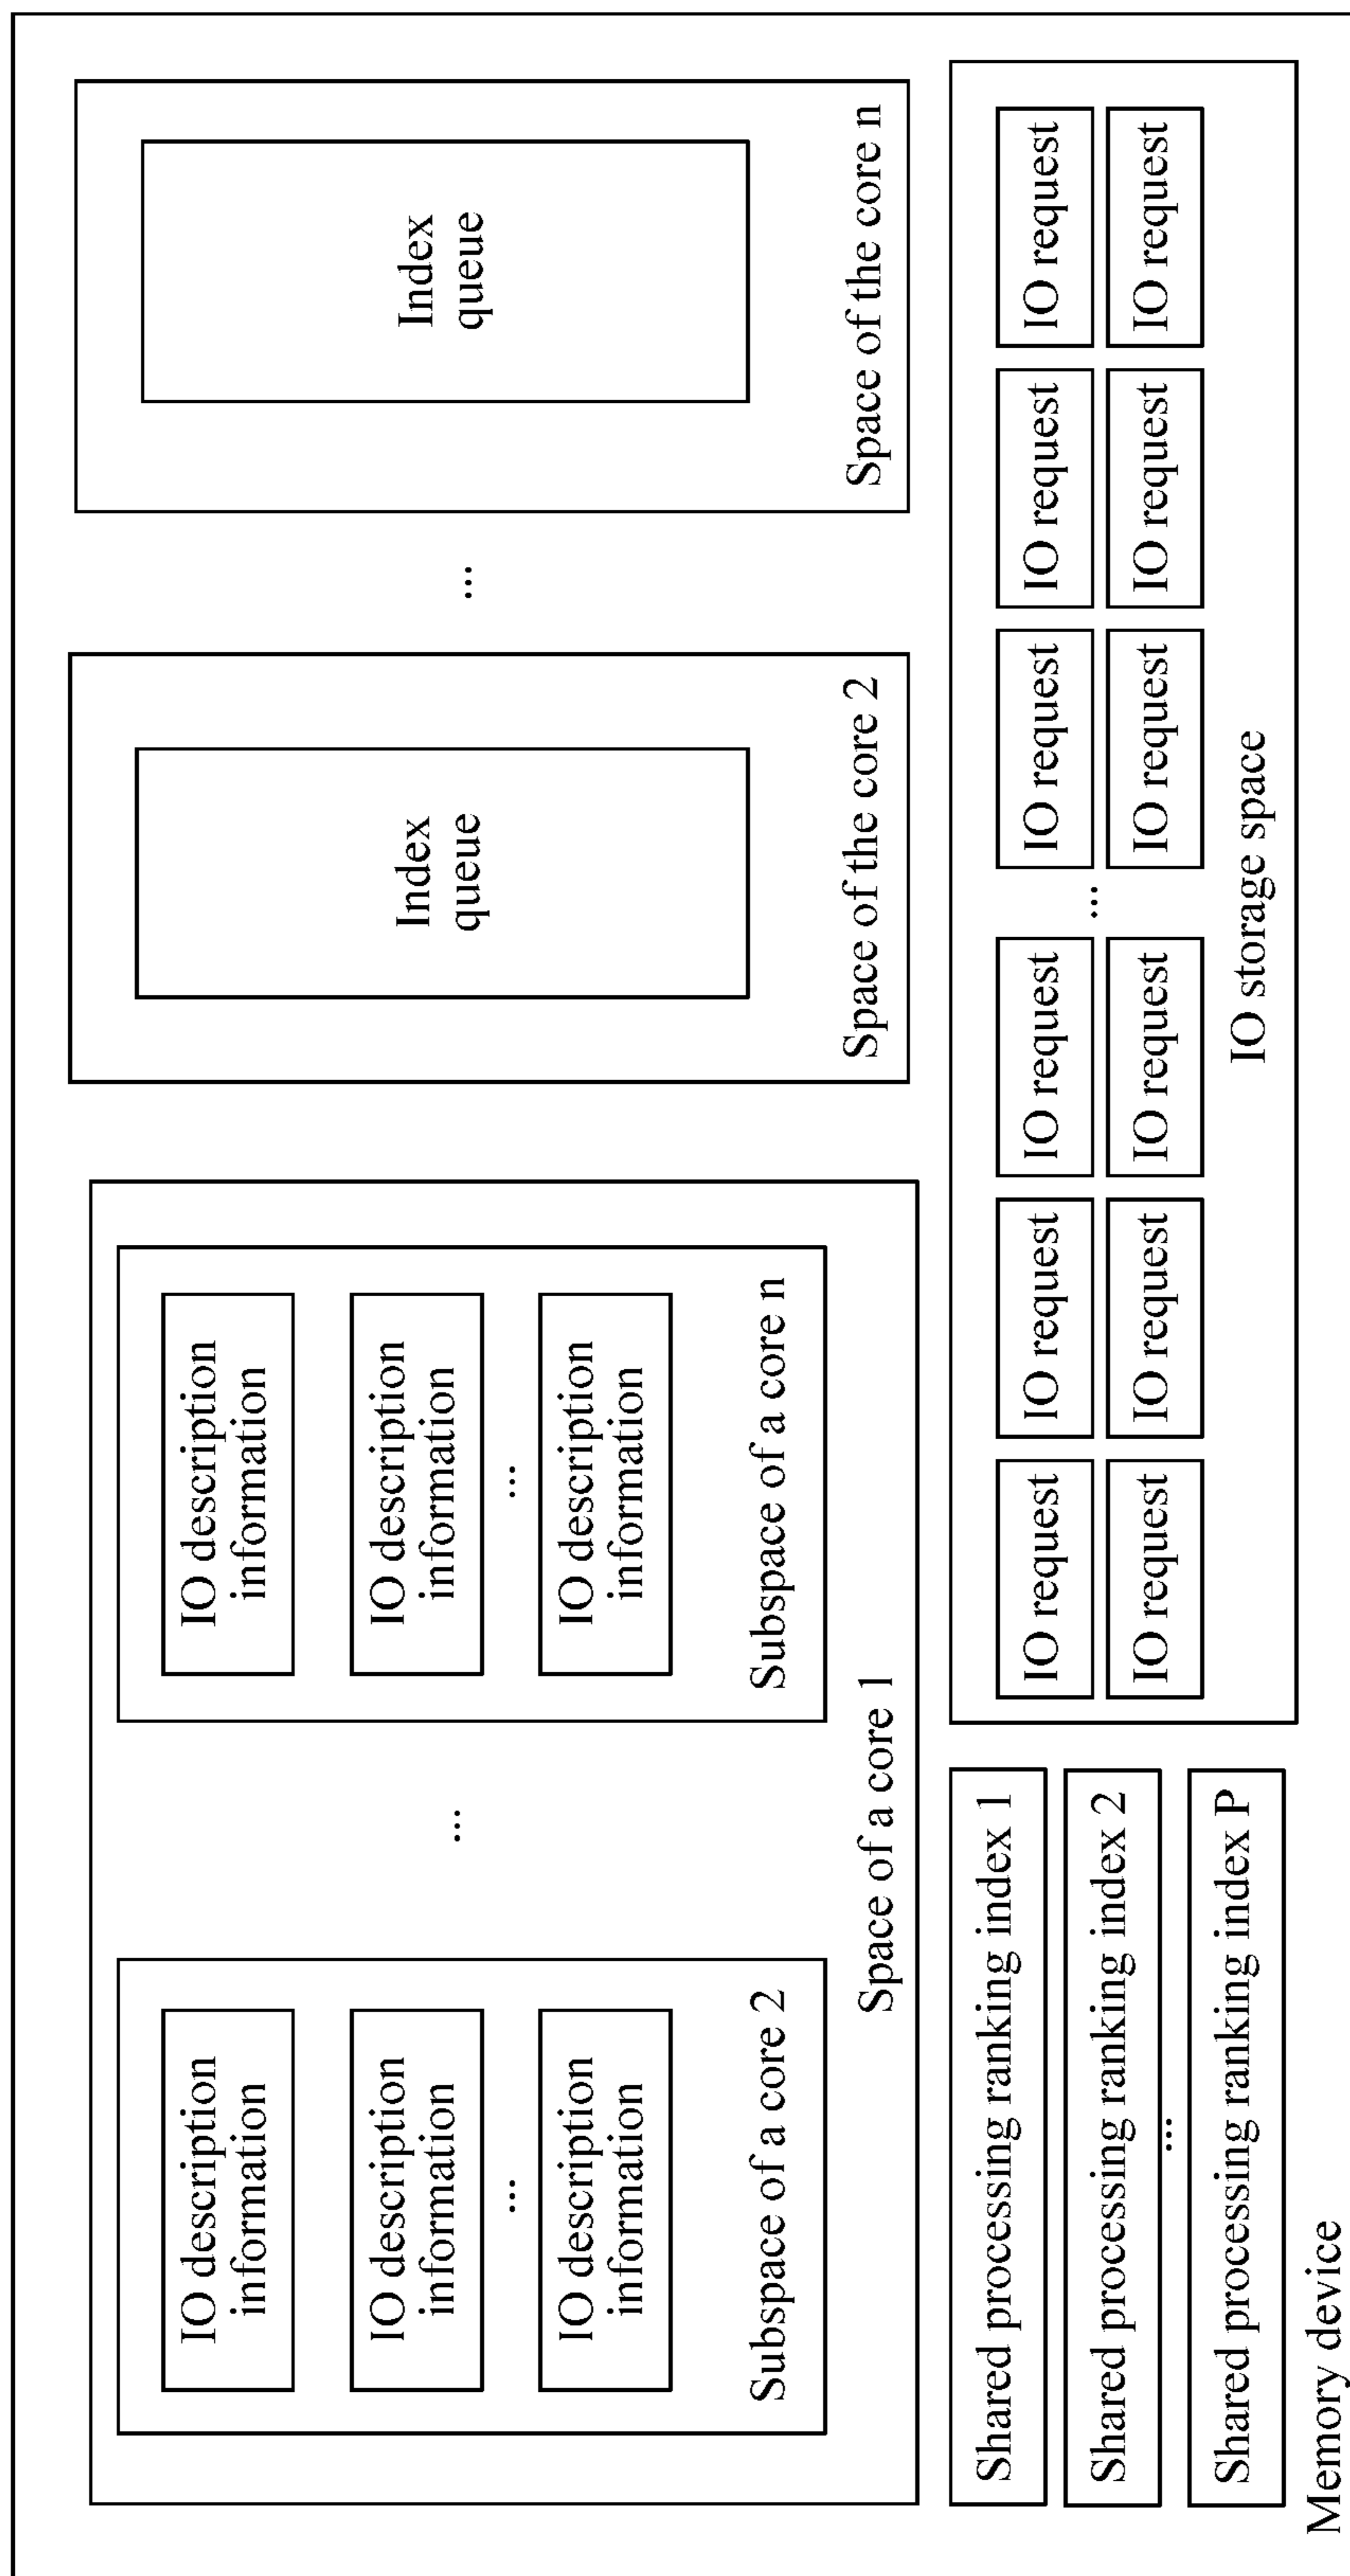 IO description
information
IO description
information
...
IO description
information
Subspace of a core 2
...
IO description
information
IO description
information
...
IO description
information
Subspace of a core n
Space of a core 1
Index
queue
Space of the core 2
...
Index
queue
Space of the core n
Shared processing ranking index 1
Shared processing ranking index 2
...
Shared processing ranking index P
IO request
IO request
IO request
IO request
IO request
IO request
...
IO request
IO request
IO request
IO request
IO request
IO request
IO storage space
Memory device